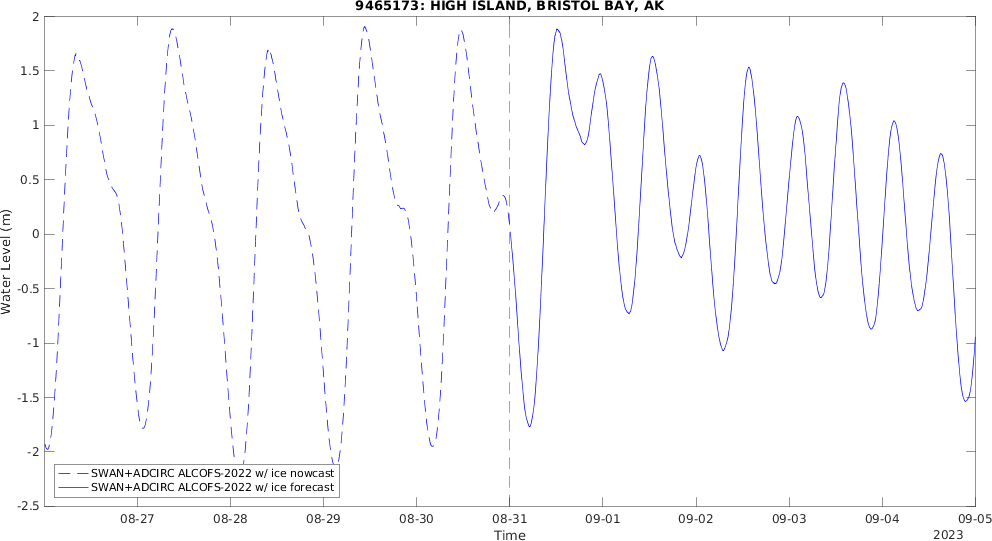 9465173: HIGH ISLAND, BRISTOL BAY, AK
2
1.5
1
0.5
0
-0.5
-1
-1.5
-2
-2.5
Water Level (m)
SWAN+ADCIRC ALCOFS-2022 w/ ice nowcast
SWAN+ADCIRC ALCOFS-2022 w/ ice forecast
08-27 08-28 08-29 08-30 08-31 09-01 09-02 09-03 09-04 09-05
Time
2023